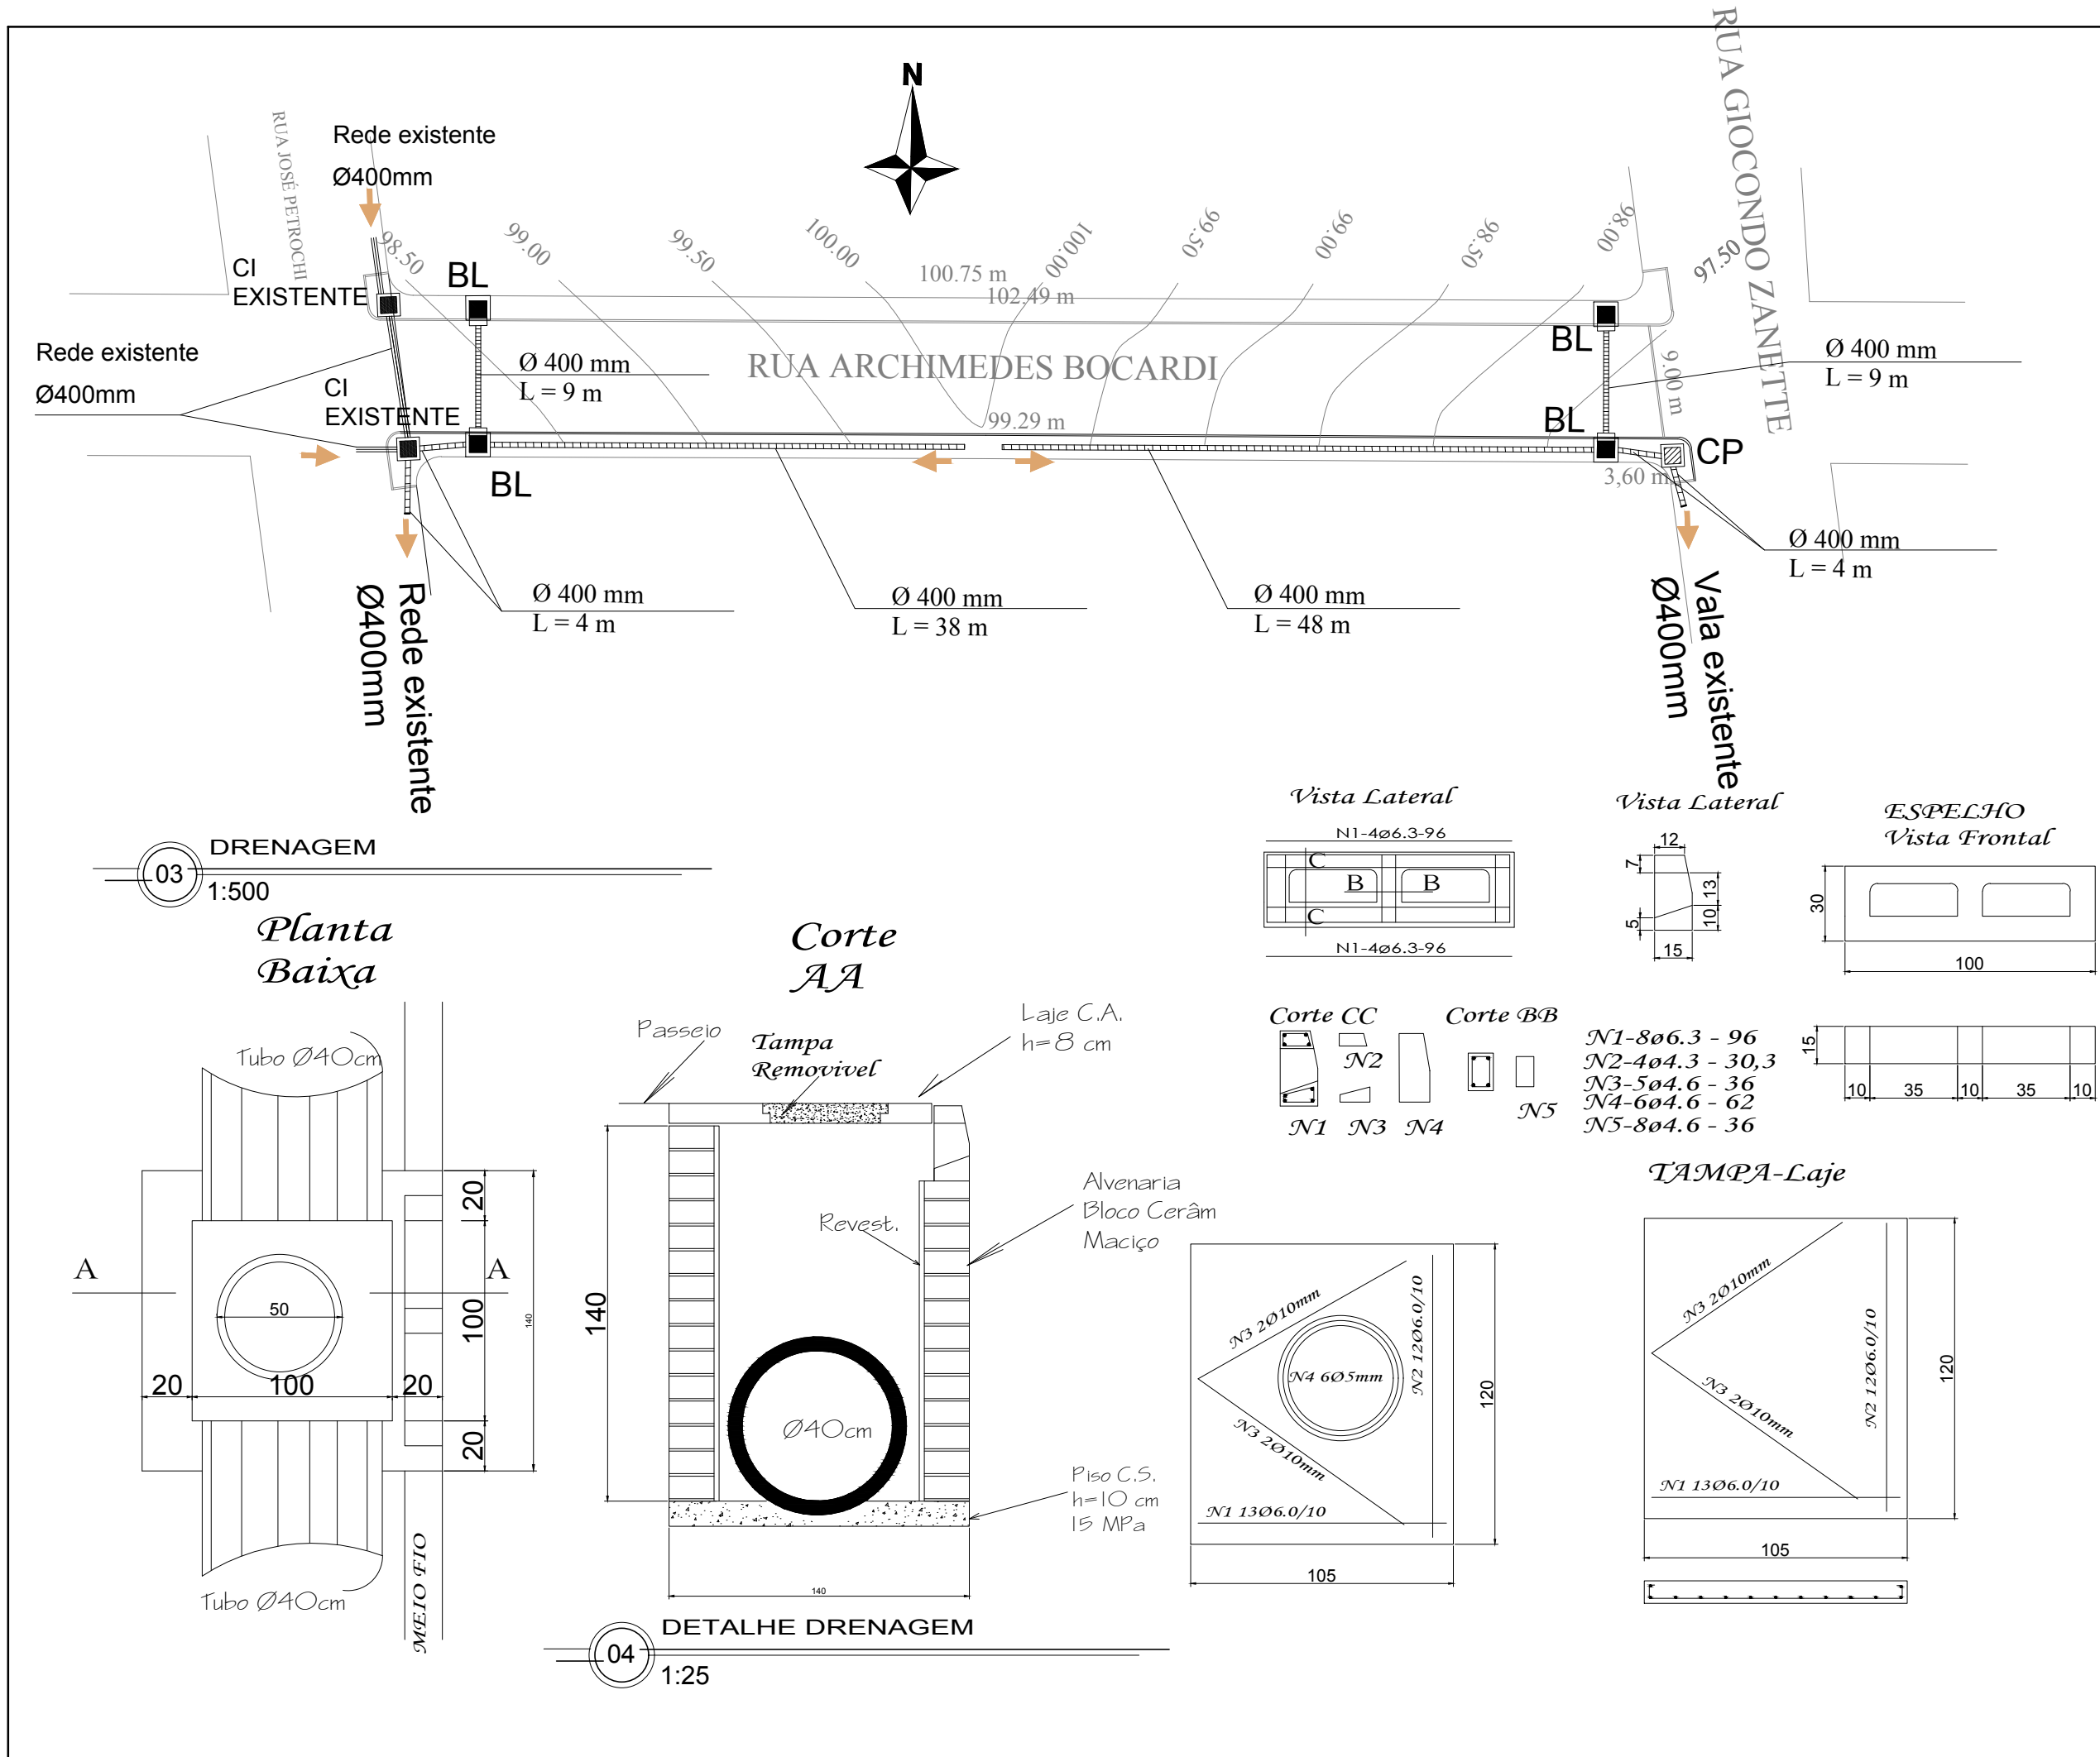 N
RUA JOSÉ PETROCHI
Rede existente
Ø400mm
RUA GIOCONDO ZANETTE
98.50
99.00
99.50
100.00
100.00
99.50
99.00
98.50
98.00
97.50
100.75 m
102.49 m
CI
EXISTENTE
BL
BL
Rede existente
Ø400mm
CI
EXISTENTE
Ø 400 mm
L = 9 m
RUA ARCHIMEDES BOCARDI
9.00 m
Ø 400 mm
L = 9 m
99.29 m
BL
BL
CP
3,60 m
Ø 400 mm
L = 4 m
Ø 400 mm
L = 38 m
Ø 400 mm
L = 48 m
Ø 400 mm
L = 4 m
Rede existente
Ø400mm
Vala existente
Ø400mm
03
DRENAGEM
1:500
Vista Lateral
N1-4ø6.3-96
C
B
B
C
N1-4ø6.3-96
Vista Lateral
12
7
13
10
5
15
ESPELHO
Vista Frontal
30
100
15
10
35
10
35
10
Corte CC
N2
N1
N3
N4
Corte BB
N5
N1-8ø6.3 - 96
N2-4ø4.3 - 30,3
N3-5ø4.6 - 36
N4-6ø4.6 - 62
N5-8ø4.6 - 36
Planta
Baixa
Tubo Ø40cm
A
A
50
20
100
20
20
100
20
140
Tubo Ø40cm
MEIO FIO
Corte
AA
Passeio
Tampa
Removivel
Laje C.A.
h=8 cm
Revest.
Alvenaria
Bloco Cerâm
Maciço
140
Ø40cm
Piso C.S.
h=10 cm
15 MPa
140
N3 2Ø10mm
N4 6Ø5mm
N2 12Ø6.0/10
N3 2Ø10mm
N1 13Ø6.0/10
120
105
TAMPA-Laje
N3 2Ø10mm
N2 12Ø6.0/10
N3 2Ø10mm
N1 13Ø6.0/10
120
105
04
DETALHE DRENAGEM
1:25